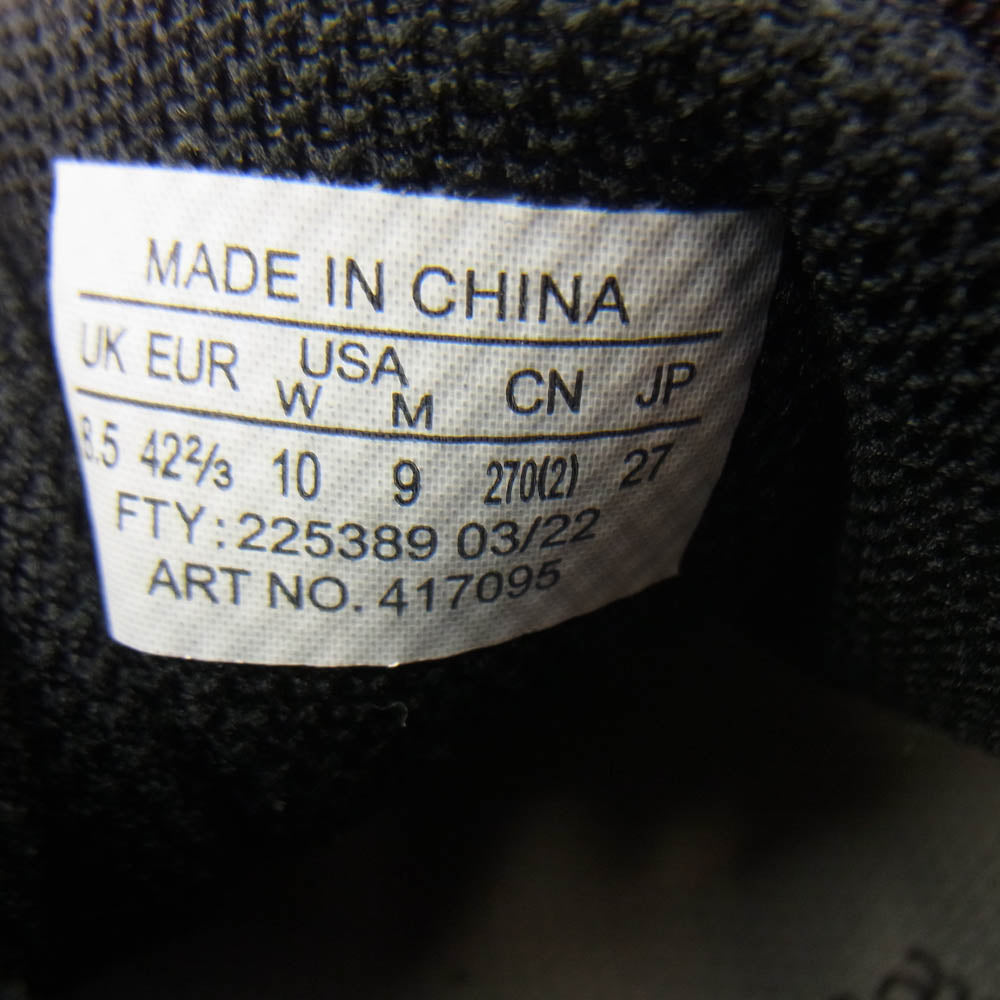 MADE IN CHINA
UK EUR USA CN JP
W M
8.5 42⅔ 10 9 270(2) 27
FTY:225389 03/22
ART NO. 417095